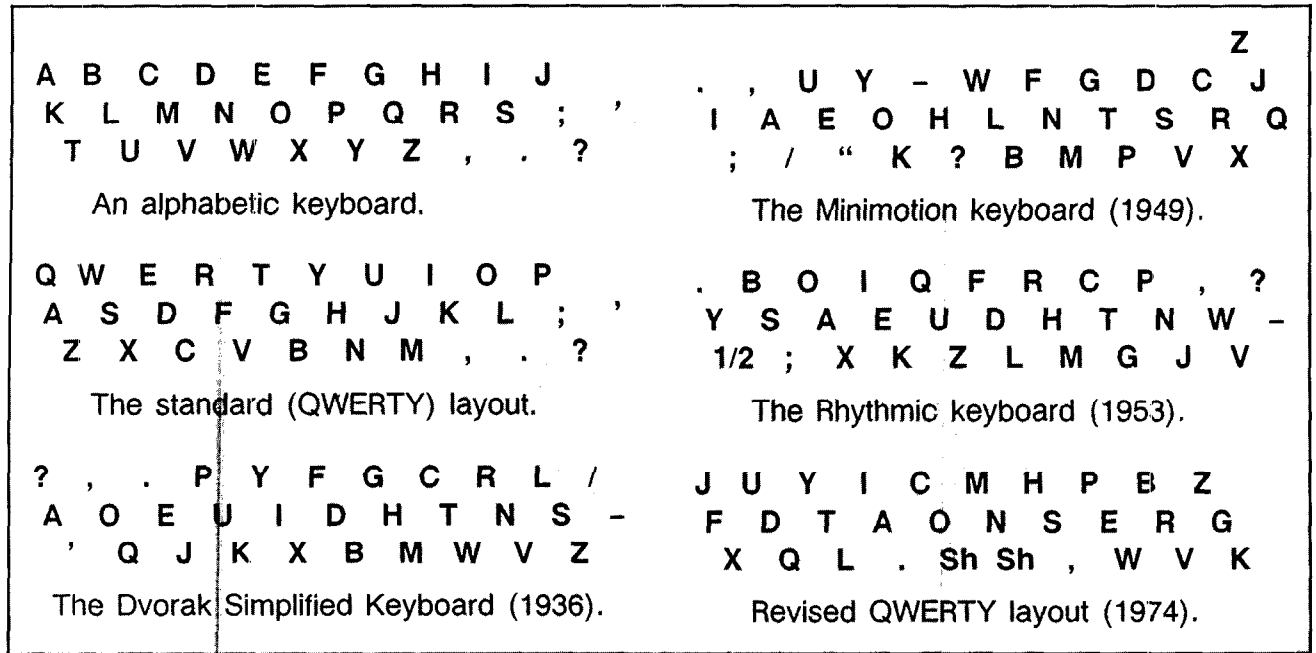 A B C D E F G H I J
K L M N O P Q R S ; '
T U V W X Y Z , . ?
An alphabetic keyboard.
Q W E R T Y U I O P
A S D F G H J K L ; '
Z X C V B N M , . ?
The standard (QWERTY) layout.
? , . P Y F G C R L /
A O E U I D H T N S –
' Q J K X B M W V Z
The Dvorak Simplified Keyboard (1936).
Z
. , U Y – W F G D C J
I A E O H L N T S R Q
; / “ K ? B M P V X
The Minimotion keyboard (1949).
. B O I Q F R C P , ?
Y S A E U D H T N W –
1/2 ; X K Z L M G J V
The Rhythmic keyboard (1953).
J U Y I C M H P B Z
F D T A O N S E R G
X Q L . Sh Sh , W V K
Revised QWERTY layout (1974).